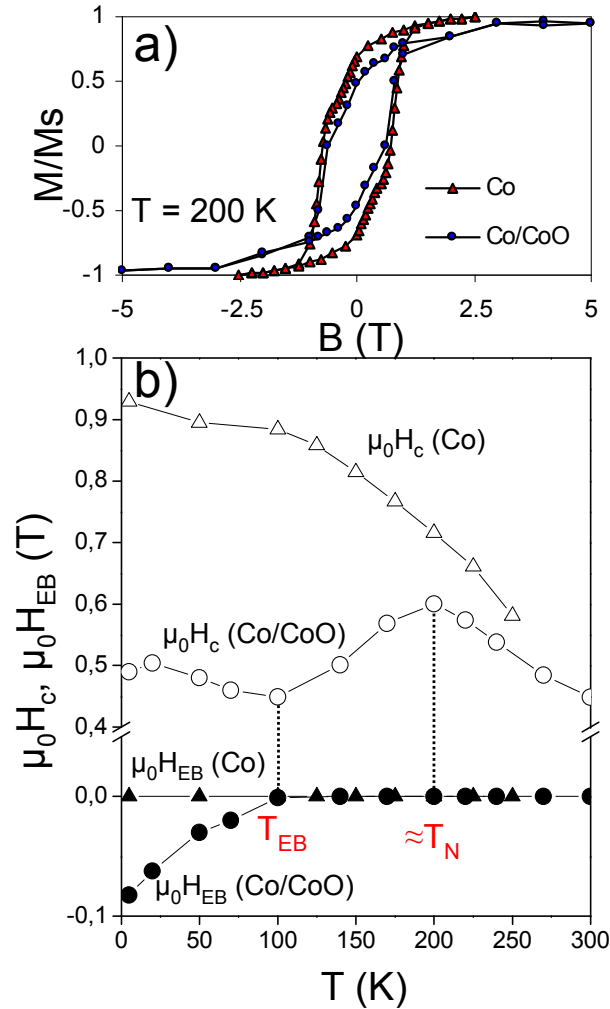 a)
1
0.5
0
-0.5
-1
M/Ms
T = 200 K
Co
Co/CoO
-5 -2.5 0 2.5 5
B (T)
b)
1,0
0,9
0,8
0,7
0,6
0,5
0,4
0,0
-0,1
μ₀Hc, μ₀HEB (T)
μ₀Hc (Co)
μ₀Hc (Co/CoO)
μ₀HEB (Co)
TEB
≈TN
μ₀HEB (Co/CoO)
0 50 100 150 200 250 300
T (K)